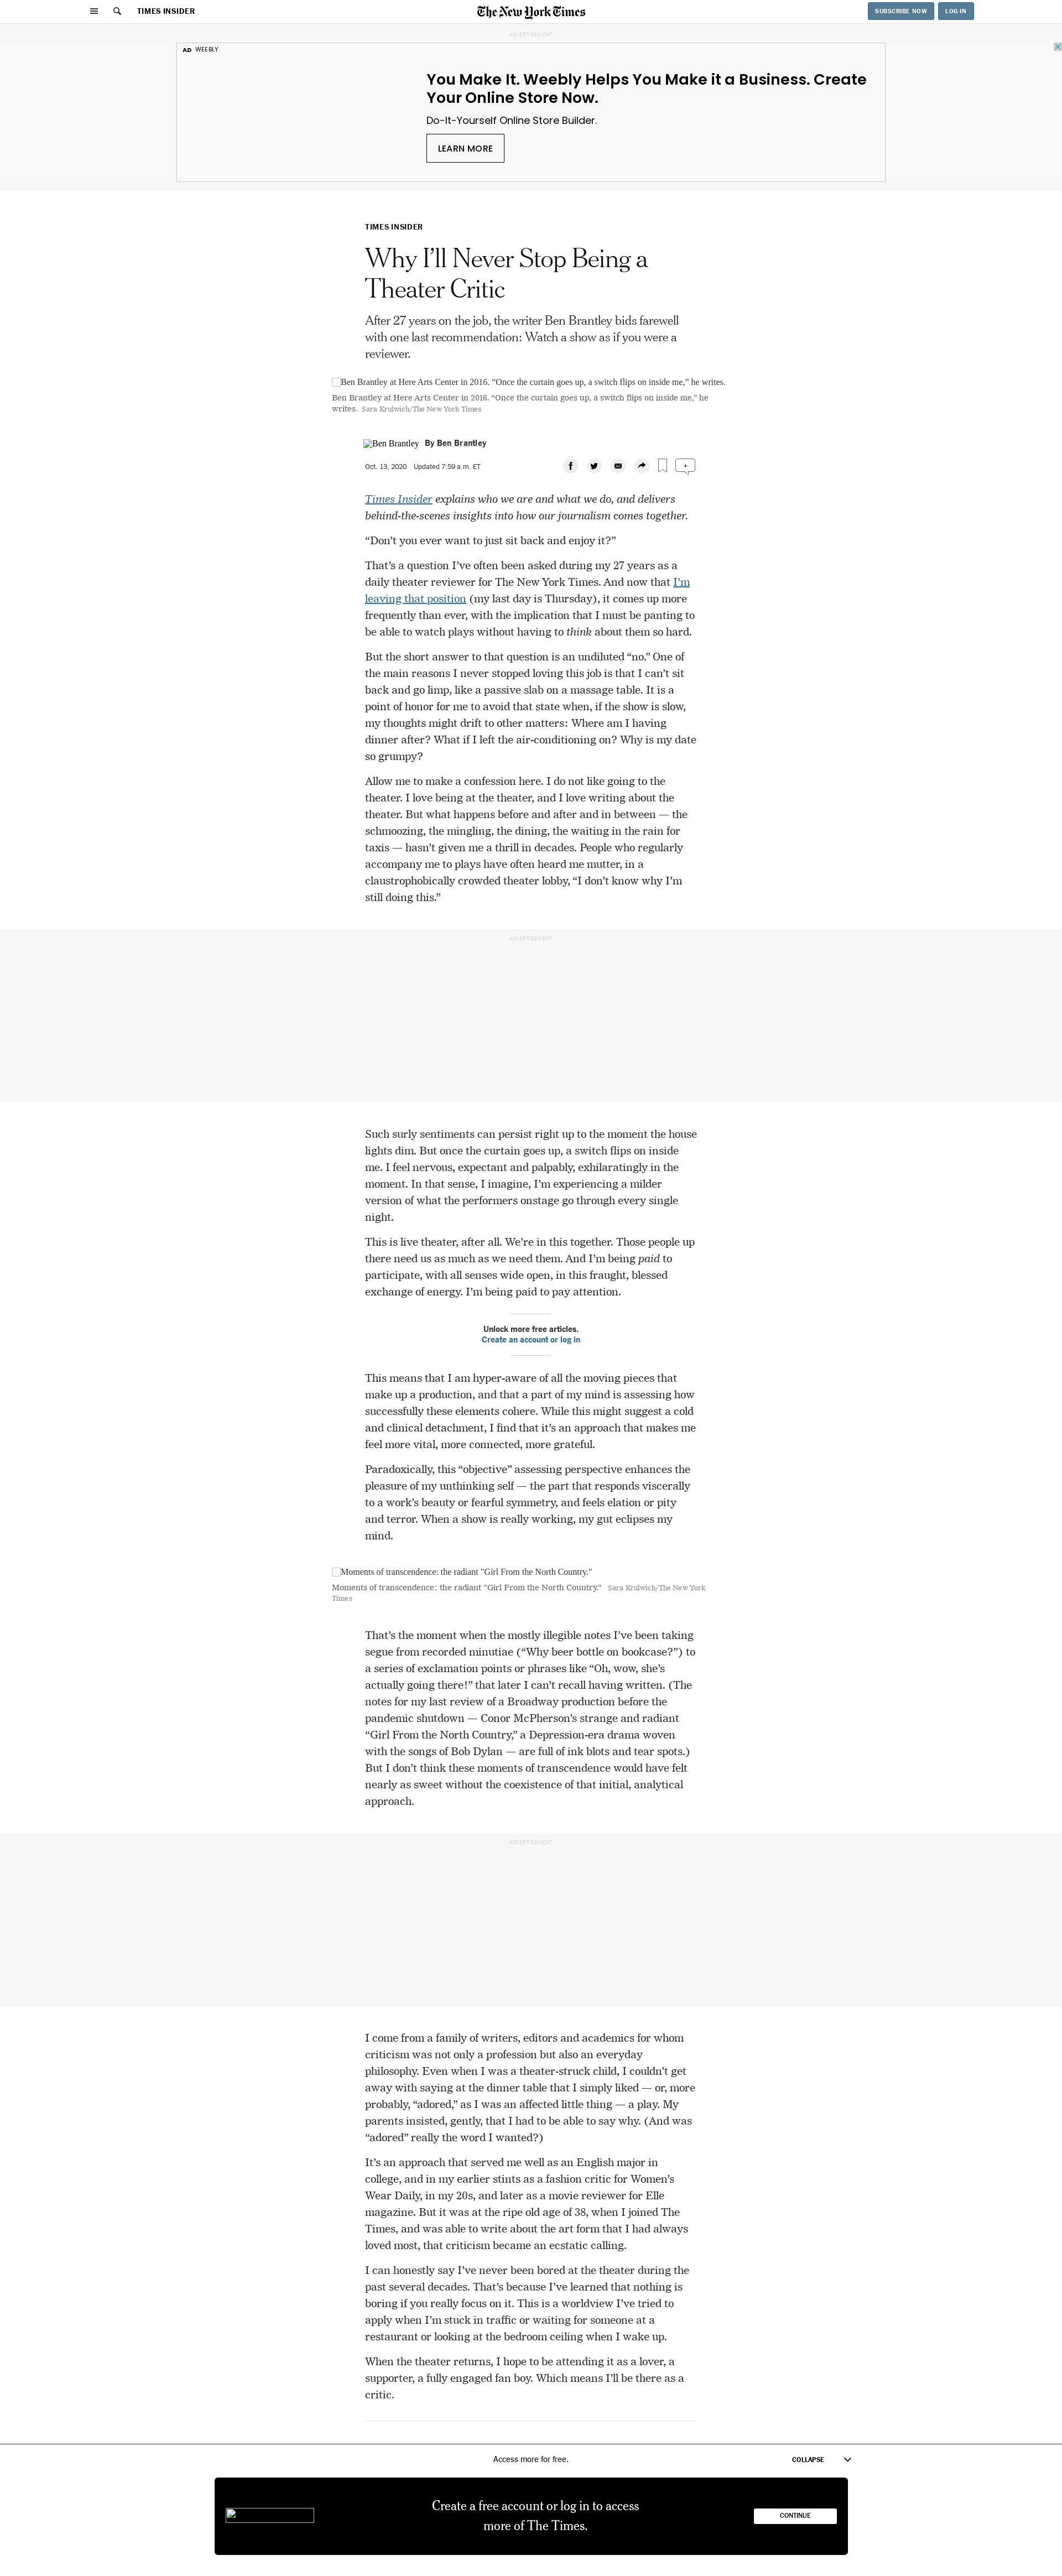 TIMES INSIDER
The New York Times
SUBSCRIBE NOW
LOG IN
ADVERTISEMENT
AD WEEBLY
You Make It. Weebly Helps You Make it a Business. Create
Your Online Store Now.
Do-It-Yourself Online Store Builder.
LEARN MORE
TIMES INSIDER
Why I’ll Never Stop Being a
Theater Critic
After 27 years on the job, the writer Ben Brantley bids farewell
with one last recommendation: Watch a show as if you were a
reviewer.
Ben Brantley at Here Arts Center in 2016. “Once the curtain goes up, a switch flips on inside me,” he writes.
Ben Brantley at Here Arts Center in 2016. “Once the curtain goes up, a switch flips on inside me,” he
writes. Sara Krulwich/The New York Times
Ben Brantley By Ben Brantley
Oct. 13, 2020 Updated 7:59 a.m. ET
Times Insider explains who we are and what we do, and delivers
behind-the-scenes insights into how our journalism comes together.
“Don’t you ever want to just sit back and enjoy it?”
That’s a question I’ve often been asked during my 27 years as a
daily theater reviewer for The New York Times. And now that I’m
leaving that position (my last day is Thursday), it comes up more
frequently than ever, with the implication that I must be panting to
be able to watch plays without having to think about them so hard.
But the short answer to that question is an undiluted “no.” One of
the main reasons I never stopped loving this job is that I can’t sit
back and go limp, like a passive slab on a massage table. It is a
point of honor for me to avoid that state when, if the show is slow,
my thoughts might drift to other matters: Where am I having
dinner after? What if I left the air-conditioning on? Why is my date
so grumpy?
Allow me to make a confession here. I do not like going to the
theater. I love being at the theater, and I love writing about the
theater. But what happens before and after and in between — the
schmoozing, the mingling, the dining, the waiting in the rain for
taxis — hasn’t given me a thrill in decades. People who regularly
accompany me to plays have often heard me mutter, in a
claustrophobically crowded theater lobby, “I don’t know why I’m
still doing this.”
ADVERTISEMENT
Such surly sentiments can persist right up to the moment the house
lights dim. But once the curtain goes up, a switch flips on inside
me. I feel nervous, expectant and palpably, exhilaratingly in the
moment. In that sense, I imagine, I’m experiencing a milder
version of what the performers onstage go through every single
night.
This is live theater, after all. We’re in this together. Those people up
there need us as much as we need them. And I’m being paid to
participate, with all senses wide open, in this fraught, blessed
exchange of energy. I’m being paid to pay attention.
Unlock more free articles.
Create an account or log in
This means that I am hyper-aware of all the moving pieces that
make up a production, and that a part of my mind is assessing how
successfully these elements cohere. While this might suggest a cold
and clinical detachment, I find that it’s an approach that makes me
feel more vital, more connected, more grateful.
Paradoxically, this “objective” assessing perspective enhances the
pleasure of my unthinking self — the part that responds viscerally
to a work’s beauty or fearful symmetry, and feels elation or pity
and terror. When a show is really working, my gut eclipses my
mind.
Moments of transcendence: the radiant "Girl From the North Country."
Moments of transcendence: the radiant "Girl From the North Country." Sara Krulwich/The New York
Times
That’s the moment when the mostly illegible notes I’ve been taking
segue from recorded minutiae (“Why beer bottle on bookcase?”) to
a series of exclamation points or phrases like “Oh, wow, she’s
actually going there!” that later I can’t recall having written. (The
notes for my last review of a Broadway production before the
pandemic shutdown — Conor McPherson’s strange and radiant
“Girl From the North Country,” a Depression-era drama woven
with the songs of Bob Dylan — are full of ink blots and tear spots.)
But I don’t think these moments of transcendence would have felt
nearly as sweet without the coexistence of that initial, analytical
approach.
ADVERTISEMENT
I come from a family of writers, editors and academics for whom
criticism was not only a profession but also an everyday
philosophy. Even when I was a theater-struck child, I couldn’t get
away with saying at the dinner table that I simply liked — or, more
probably, “adored,” as I was an affected little thing — a play. My
parents insisted, gently, that I had to be able to say why. (And was
“adored” really the word I wanted?)
It’s an approach that served me well as an English major in
college, and in my earlier stints as a fashion critic for Women’s
Wear Daily, in my 20s, and later as a movie reviewer for Elle
magazine. But it was at the ripe old age of 38, when I joined The
Times, and was able to write about the art form that I had always
loved most, that criticism became an ecstatic calling.
I can honestly say I’ve never been bored at the theater during the
past several decades. That’s because I’ve learned that nothing is
boring if you really focus on it. This is a worldview I’ve tried to
apply when I’m stuck in traffic or waiting for someone at a
restaurant or looking at the bedroom ceiling when I wake up.
When the theater returns, I hope to be attending it as a lover, a
supporter, a fully engaged fan boy. Which means I’ll be there as a
critic.
Access more for free.
COLLAPSE
Create a free account or log in to access
more of The Times.
CONTINUE